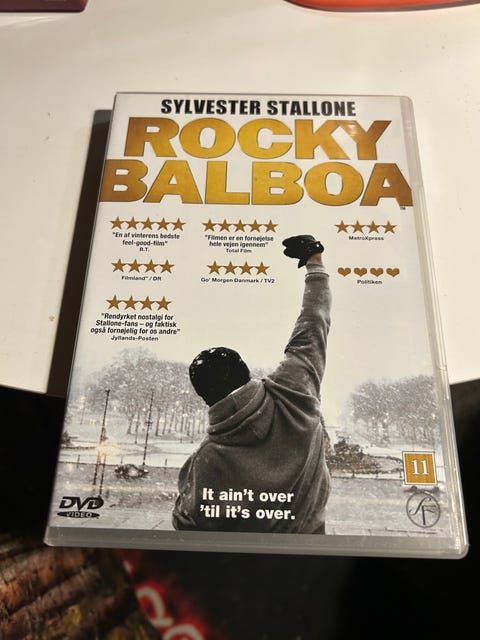 SYLVESTER STALLONE
ROCKY
BALBOA
TM
"En af vinterens bedste
feel-good-film"
B.T.
"Filmen er en fornøjelse
hele vejen igennem"
Total Film
MetroXpress
Filmland" / DR
Go' Morgen Danmark / TV2
Politiken
"Rendyrket nostalgi for
Stallone-fans – og faktisk
også fornøjelig for os andre"
Jyllands-Posten
It ain't over
'til it's over.
11
DVD
VIDEO
SF